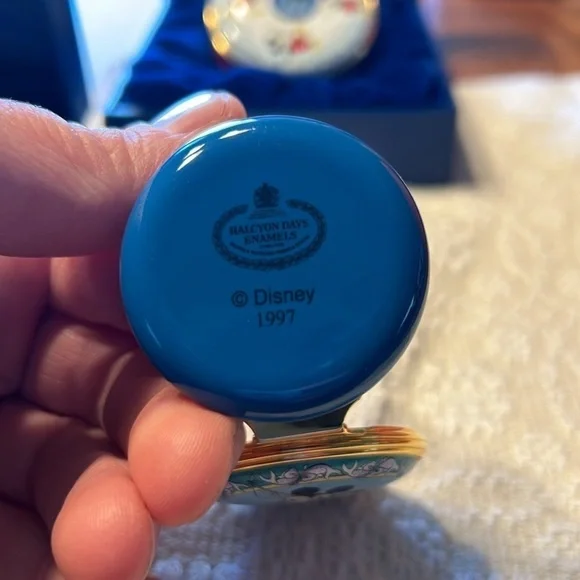 HALCYON DAYS
ENAMELS
© Disney
1997